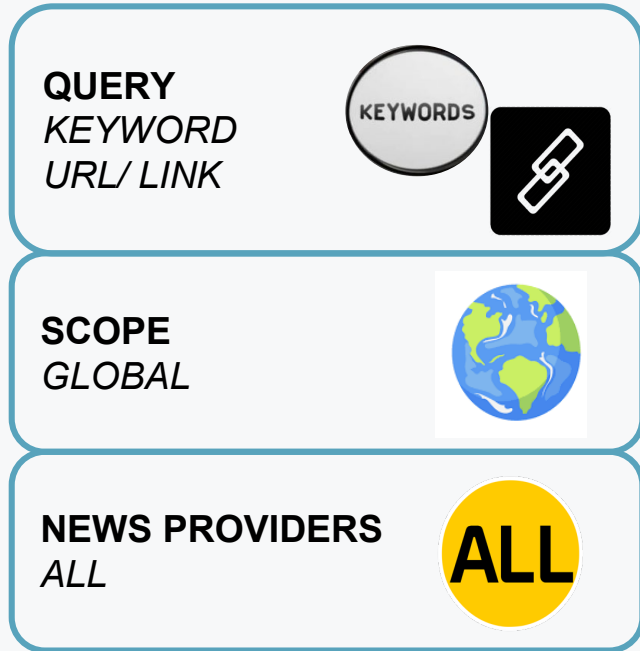 QUERY
KEYWORD
URL/ LINK
KEYWORDS
SCOPE
GLOBAL
NEWS PROVIDERS
ALL
ALL